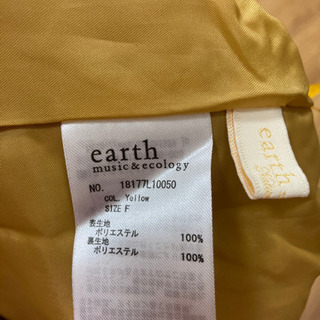 earth
music&ecology
NO. 18177L10050
COL. Yellow
SIZE F
表生地
ポリエステル 100%
裏生地
ポリエステル 100%
earth